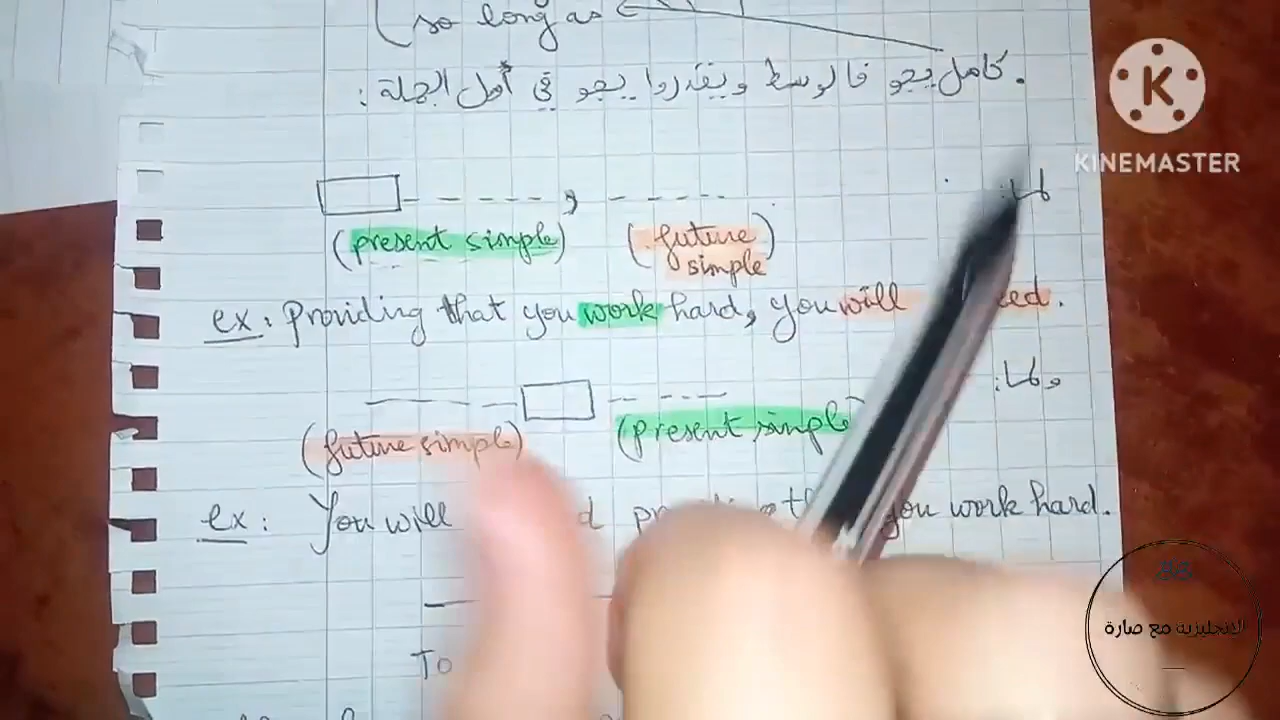 so long as
كامل يجو فالوسط ويقدروا يجو في أول الجملة:
KINEMASTER
إما:
(present simple) (future simple)
ex: providing that you work hard, you will
وإما:
(future simple) (present simple)
ex: You will you work hard.
To
الانجليزية مع صارة